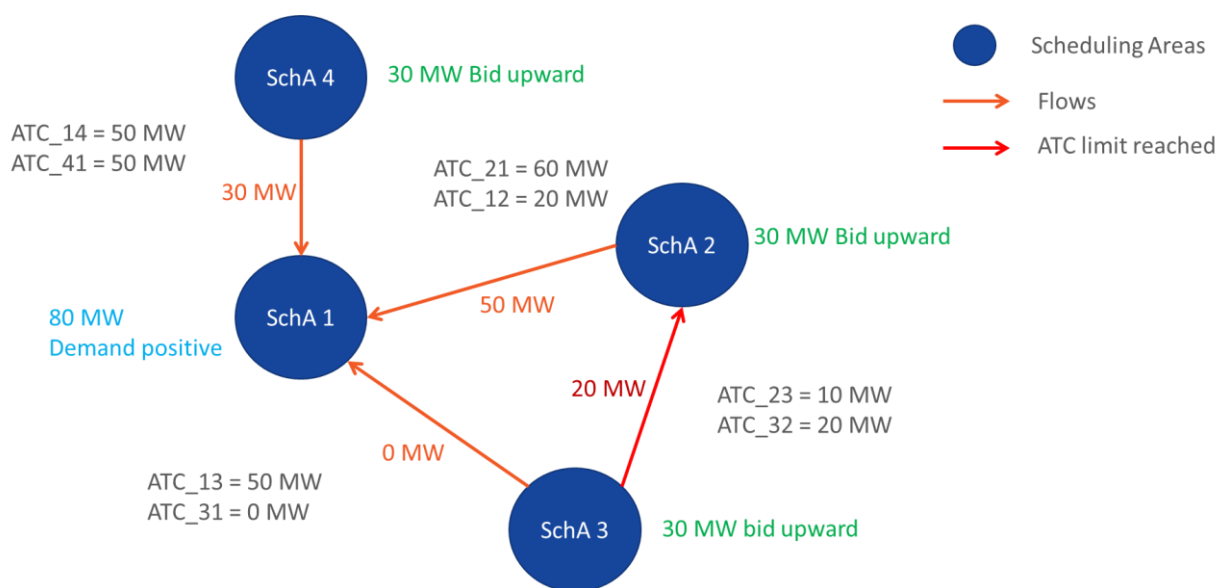 SchA 4
30 MW Bid upward
Scheduling Areas
Flows
ATC limit reached
ATC_14 = 50 MW
ATC_41 = 50 MW
30 MW
ATC_21 = 60 MW
ATC_12 = 20 MW
SchA 2
30 MW Bid upward
SchA 1
50 MW
80 MW
Demand positive
20 MW
ATC_23 = 10 MW
ATC_32 = 20 MW
0 MW
ATC_13 = 50 MW
ATC_31 = 0 MW
SchA 3
30 MW bid upward